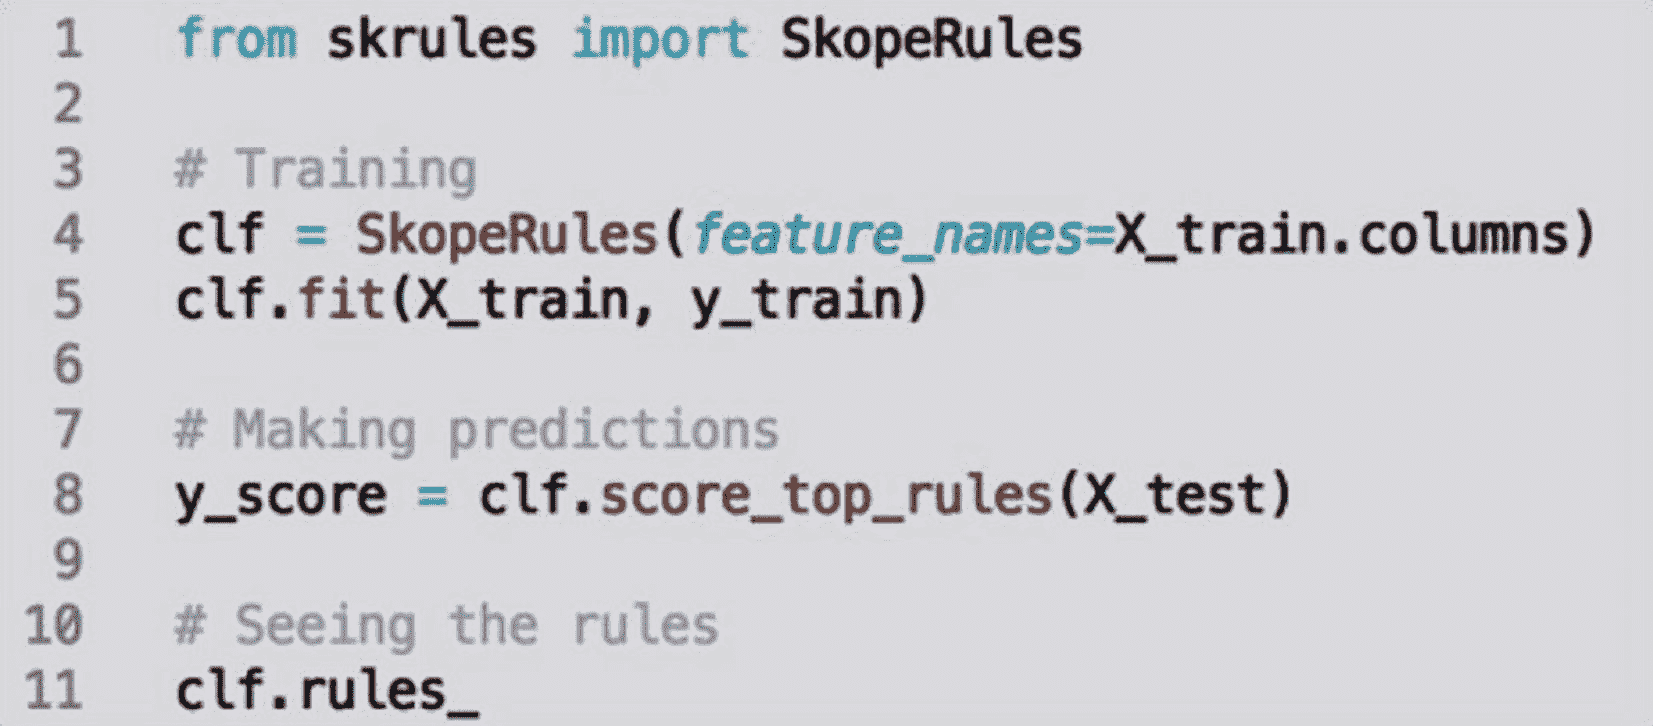 1 from skrules import SkopeRules
2
3 # Training
4 clf = SkopeRules(feature_names=X_train.columns)
5 clf.fit(X_train, y_train)
6
7 # Making predictions
8 y_score = clf.score_top_rules(X_test)
9
10 # Seeing the rules
11 clf.rules_